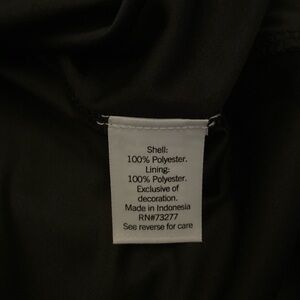 Shell:
100% Polyester.
Lining:
100% Polyester.
Exclusive of
decoration.
Made in Indonesia
RN#73277
See reverse for care